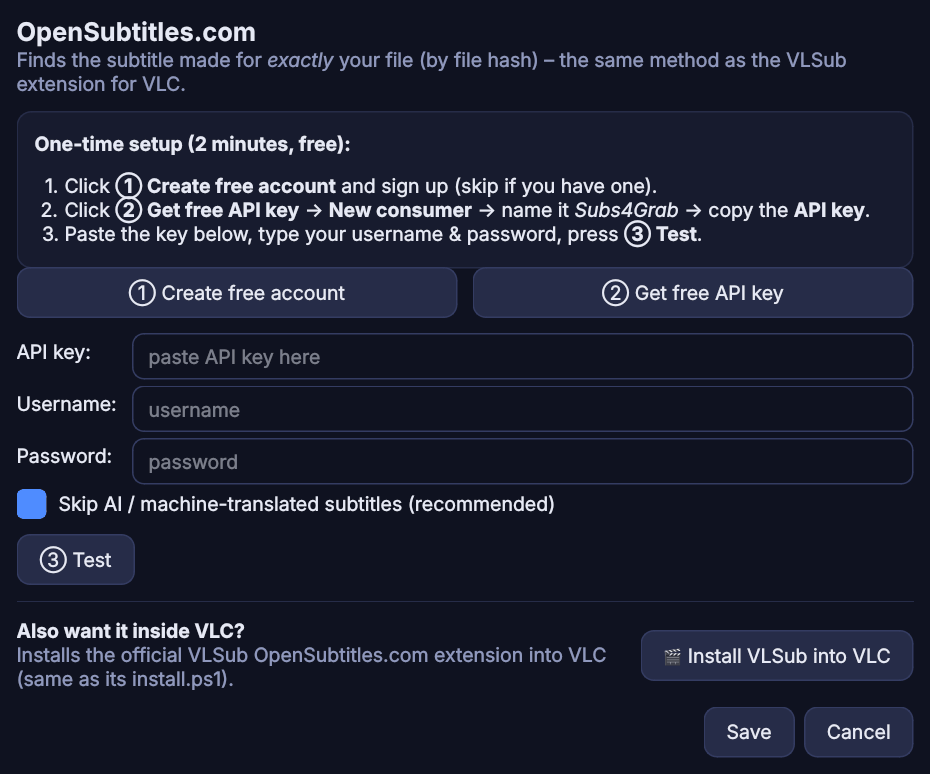 OpenSubtitles.com
Finds the subtitle made for exactly your file (by file hash) – the same method as the VLSub
extension for VLC.
One-time setup (2 minutes, free):
1. Click ① Create free account and sign up (skip if you have one).
2. Click ② Get free API key → New consumer → name it Subs4Grab → copy the API key.
3. Paste the key below, type your username & password, press ③ Test.
① Create free account
② Get free API key
API key:
paste API key here
Username:
username
Password:
password
Skip AI / machine-translated subtitles (recommended)
③ Test
Also want it inside VLC?
Installs the official VLSub OpenSubtitles.com extension into VLC
(same as its install.ps1).
🎬 Install VLSub into VLC
Save
Cancel